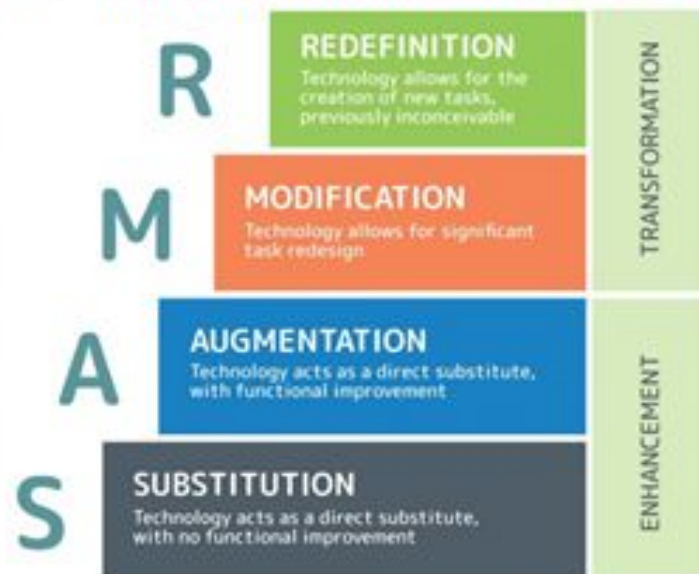 R
REDEFINITION
Technology allows for the
creation of new tasks,
previously inconceivable
M
MODIFICATION
Technology allows for significant
task redesign
TRANSFORMATION
A
AUGMENTATION
Technology acts as a direct substitute,
with functional improvement
S
SUBSTITUTION
Technology acts as a direct substitute,
with no functional improvement
ENHANCEMENT